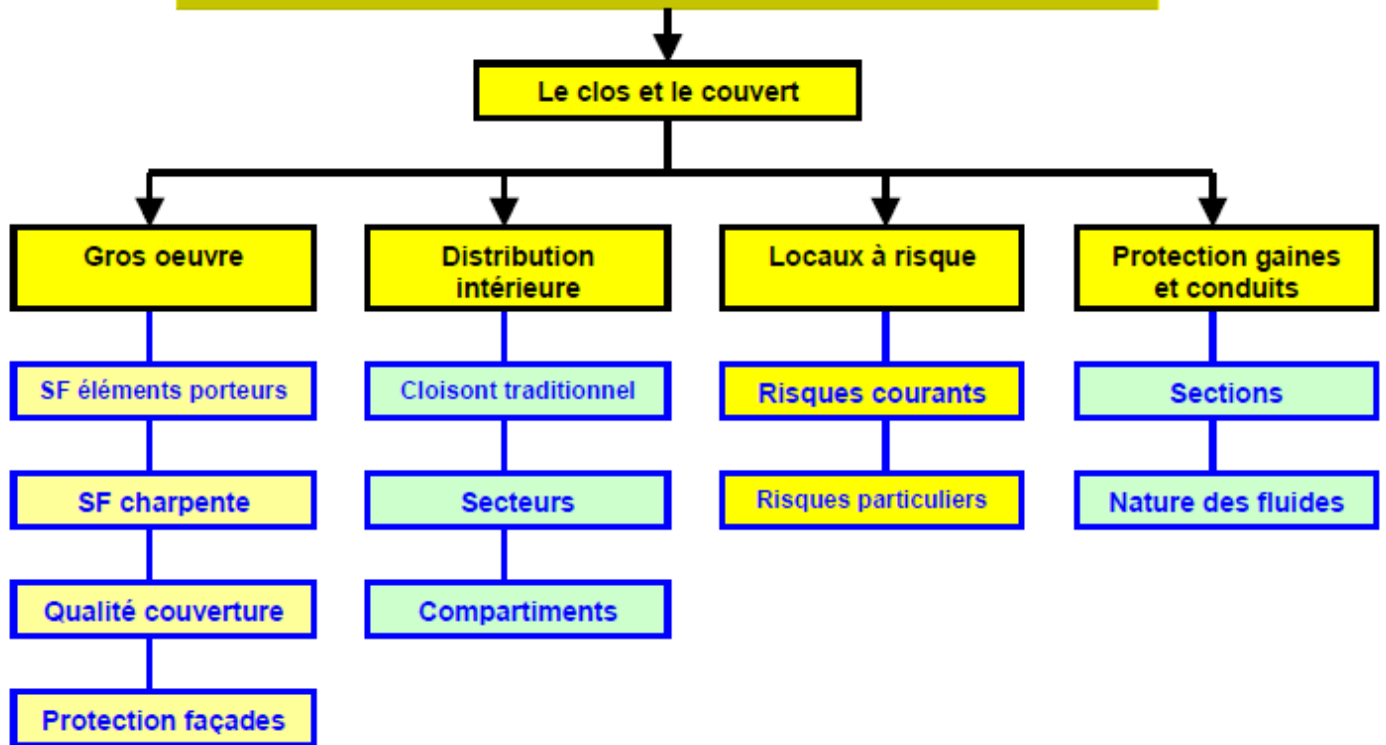 Le clos et le couvert
Gros oeuvre
Distribution
intérieure
Locaux à risque
Protection gaines
et conduits
SF éléments porteurs
Cloisont traditionnel
Risques courants
Sections
SF charpente
Secteurs
Risques particuliers
Nature des fluides
Qualité couverture
Compartiments
Protection façades